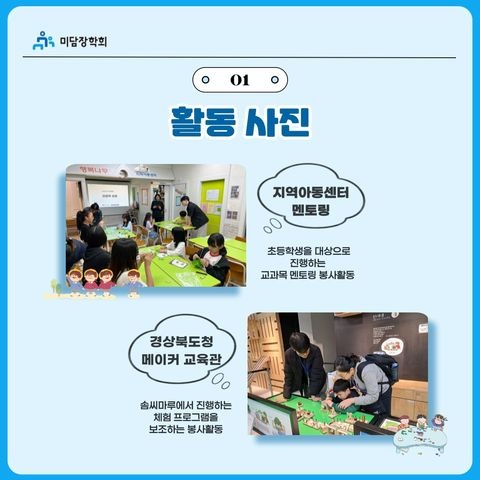 미담장학회
01
활동 사진
지역아동센터
멘토링
초등학생을 대상으로
진행하는
교과목 멘토링 봉사활동
경상북도청
메이커 교육관
솜씨마루에서 진행하는
체험 프로그램을
보조하는 봉사활동